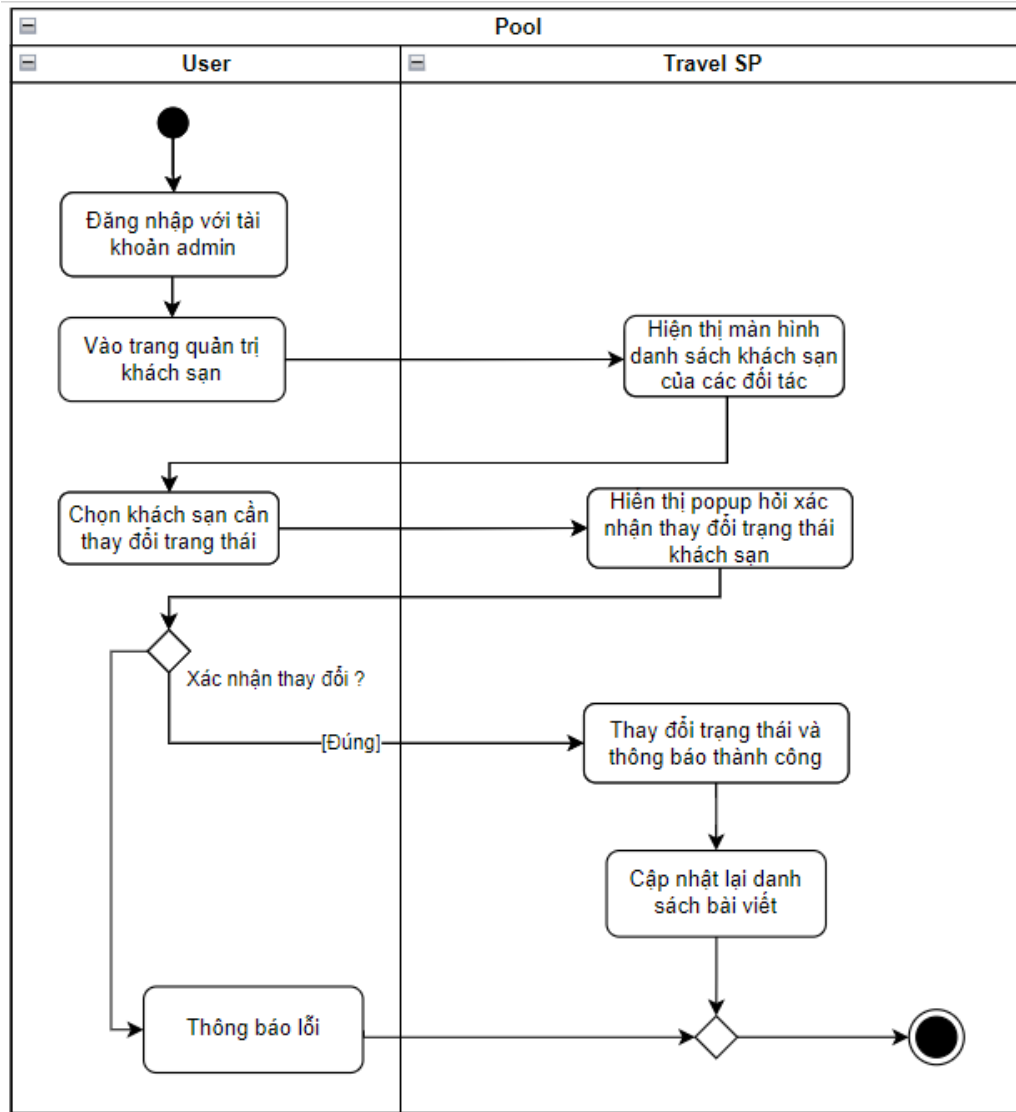 Pool
User
Travel SP
Đăng nhập với tài
khoản admin
Vào trang quản trị
khách sạn
Hiện thị màn hình
danh sách khách sạn
của các đối tác
Chọn khách sạn cần
thay đổi trang thái
Hiển thị popup hỏi xác
nhận thay đổi trạng thái
khách sạn
Xác nhận thay đổi ?
[Đúng]
Thay đổi trạng thái và
thông báo thành công
Cập nhật lại danh
sách bài viết
Thông báo lỗi